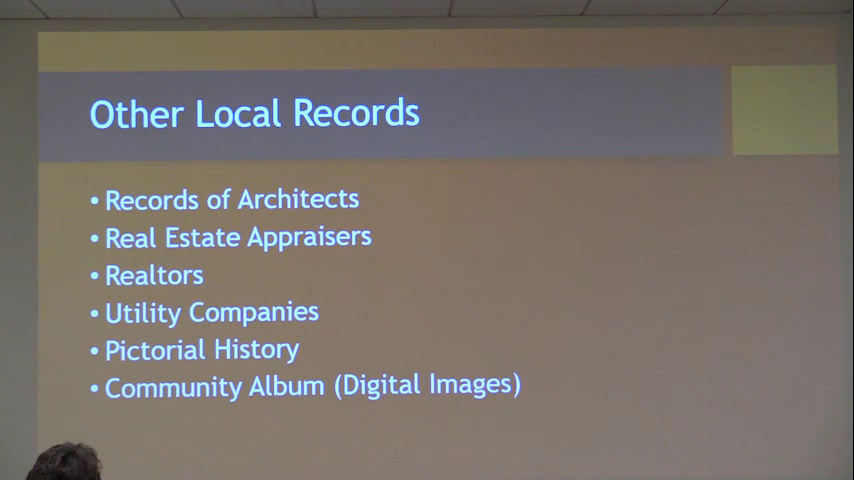 Other Local Records
• Records of Architects
• Real Estate Appraisers
• Realtors
• Utility Companies
• Pictorial History
• Community Album (Digital Images)